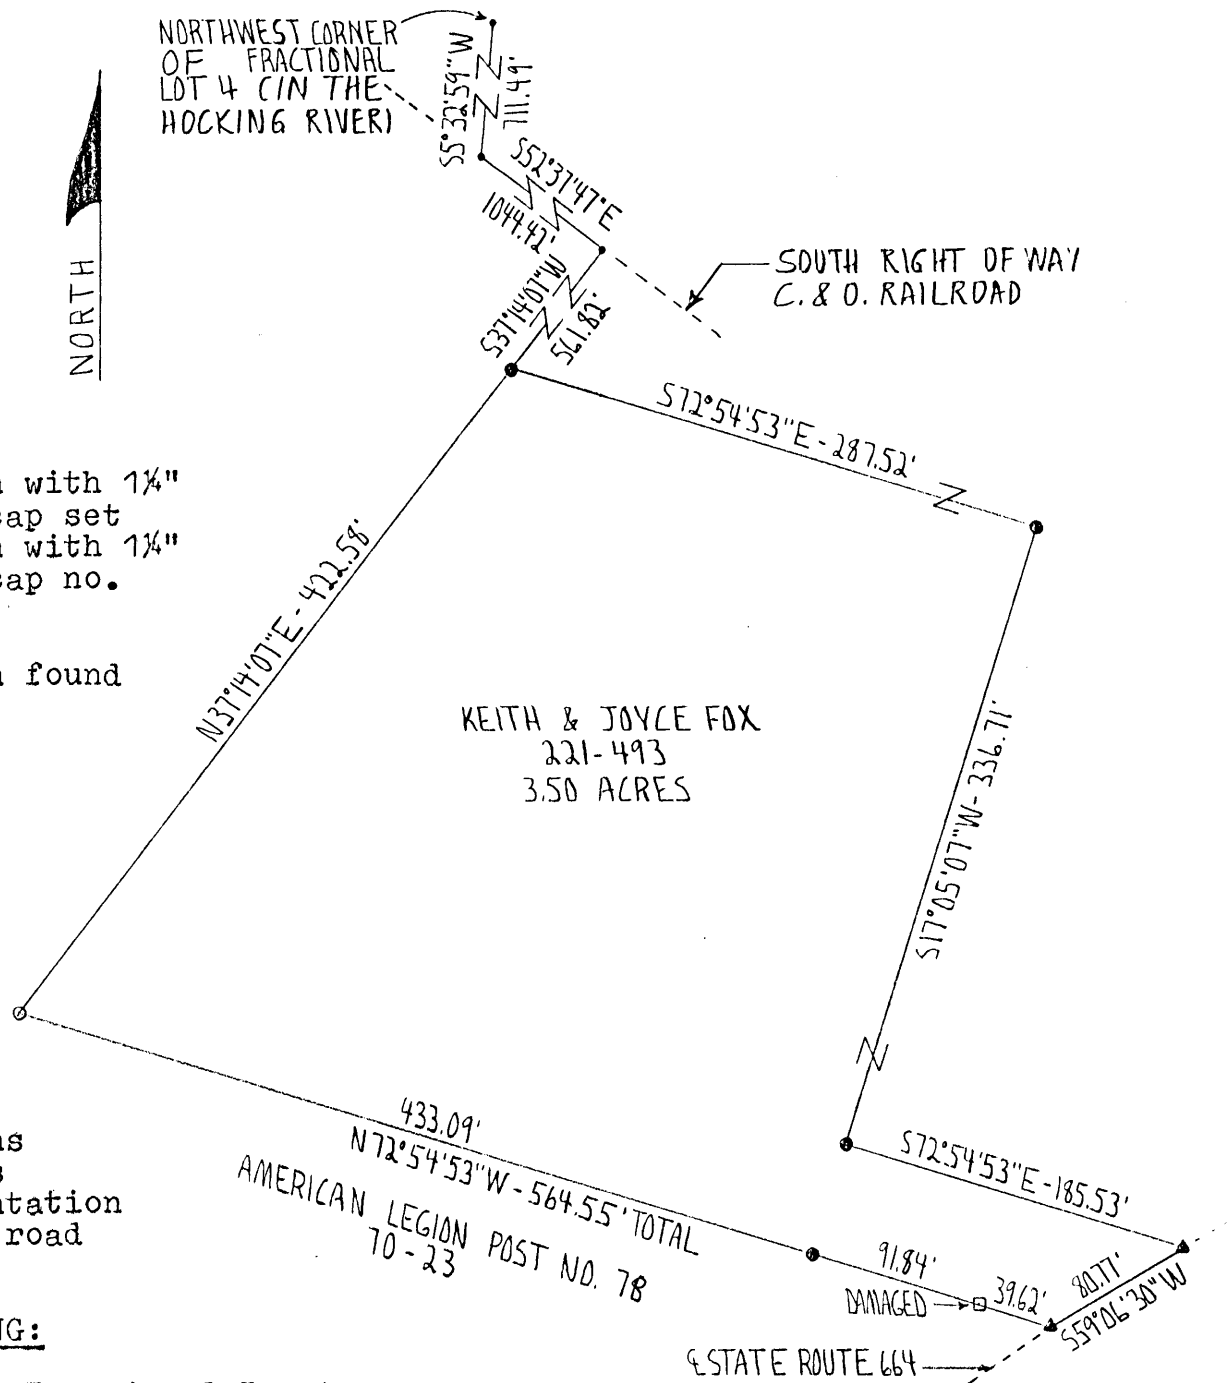 NORTHWEST CORNER
OF FRACTIONAL
LOT 4 (IN THE
HOCKING RIVER)
S5°32'59"W
711.49'
S52°37'47"E
1044.42'
S37°14'07"W
561.82'
SOUTH RIGHT OF WAY
C. & O. RAILROAD
NORTH
S72°54'53"E - 287.52'
with 1¼"
cap set
with 1¼"
cap no.
found
N37°14'07"E - 422.58'
KEITH & JOYCE FOX
221-493
3.50 ACRES
S17°05'07"W - 336.71'
433.09'
N72°54'53"W - 564.55' TOTAL
AMERICAN LEGION POST NO. 78
70-23
S72°54'53"E - 185.53'
91.84'
39.62'
80.77'
S59°06'30"W
DAMAGED
℄ STATE ROUTE 664
road